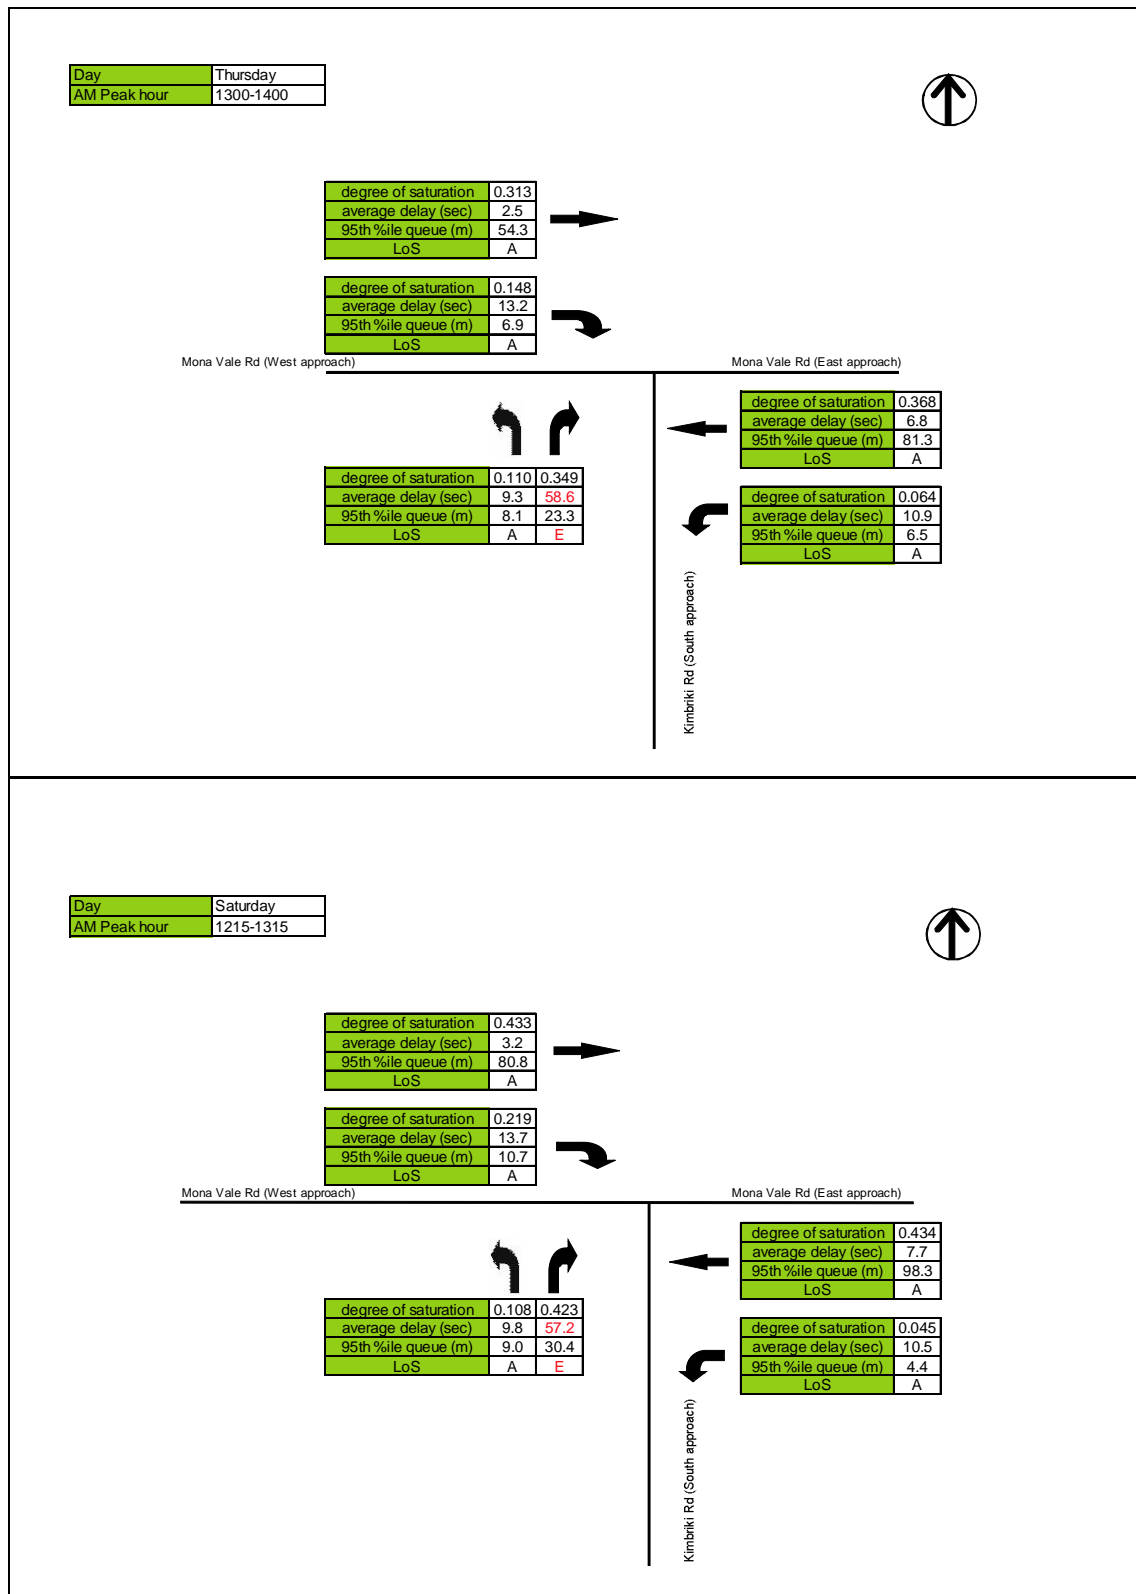 Day Thursday
AM Peak hour 1300-1400
degree of saturation 0.313
average delay (sec) 2.5
95th %ile queue (m) 54.3
LoS A
degree of saturation 0.148
average delay (sec) 13.2
95th %ile queue (m) 6.9
LoS A
Mona Vale Rd (West approach)
Mona Vale Rd (East approach)
degree of saturation 0.368
average delay (sec) 6.8
95th %ile queue (m) 81.3
LoS A
degree of saturation 0.110 0.349
average delay (sec) 9.3 58.6
95th %ile queue (m) 8.1 23.3
LoS A E
degree of saturation 0.064
average delay (sec) 10.9
95th %ile queue (m) 6.5
LoS A
Kimbriki Rd (South approach)
Day Saturday
AM Peak hour 1215-1315
degree of saturation 0.433
average delay (sec) 3.2
95th %ile queue (m) 80.8
LoS A
degree of saturation 0.219
average delay (sec) 13.7
95th %ile queue (m) 10.7
LoS A
Mona Vale Rd (West approach)
Mona Vale Rd (East approach)
degree of saturation 0.434
average delay (sec) 7.7
95th %ile queue (m) 98.3
LoS A
degree of saturation 0.108 0.423
average delay (sec) 9.8 57.2
95th %ile queue (m) 9.0 30.4
LoS A E
degree of saturation 0.045
average delay (sec) 10.5
95th %ile queue (m) 4.4
LoS A
Kimbriki Rd (South approach)